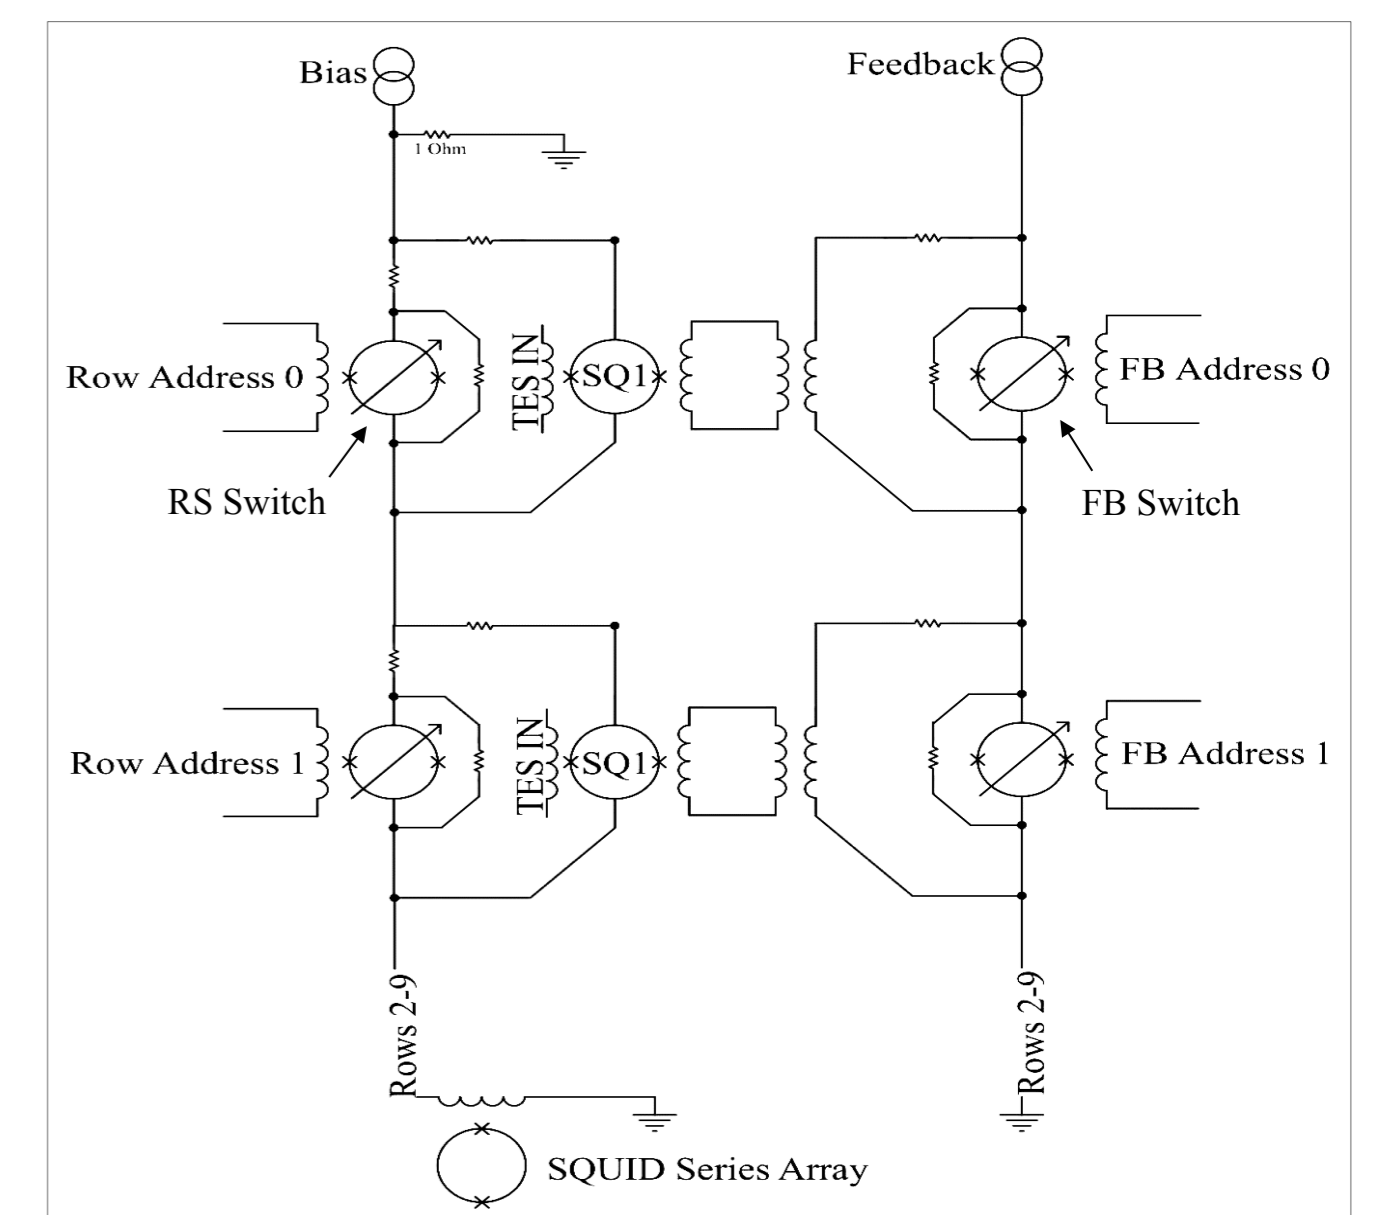 Bias
Feedback
1 Ohm
Row Address 0
TES IN
SQ1
FB Address 0
RS Switch
FB Switch
Row Address 1
TES IN
SQ1
FB Address 1
Rows 2-9
Rows 2-9
SQUID Series Array